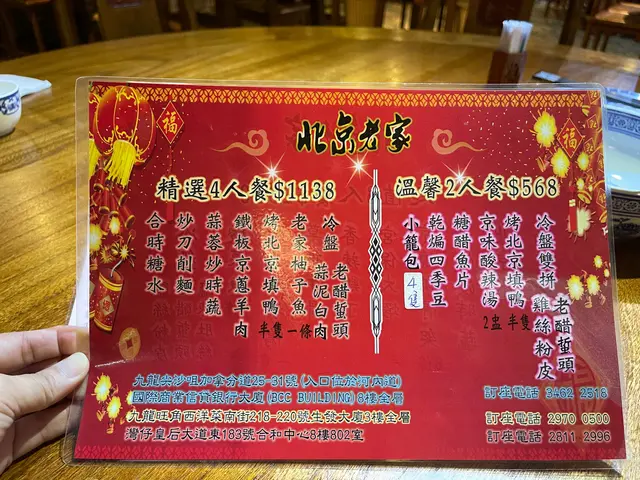 福
福
北京老家
精選4人餐$1138
冷盤
老醋蜇頭
蒜泥白肉
老家柚子魚
一條
烤北京填鴨
半隻
鐵板京蔥羊肉
蒜蓉炒時蔬
炒刀削麵
合時糖水
溫馨2人餐$568
冷盤雙拼
老醋蜇頭
雞絲粉皮
烤北京填鴨
半隻
京味酸辣湯
2盅
糖醋魚片
乾煸四季豆
小籠包
4隻
九龍尖沙咀加拿分道25-31號(入口位於河內道)
國際商業信貸銀行大廈(BCC BUILDING)8樓全層
訂座電話 3462 2518
九龍旺角西洋菜南街218-220號生發大廈3樓全層
訂座電話 2970 0500
灣仔皇后大道東183號合和中心8樓802室
訂座電話 2811 2996